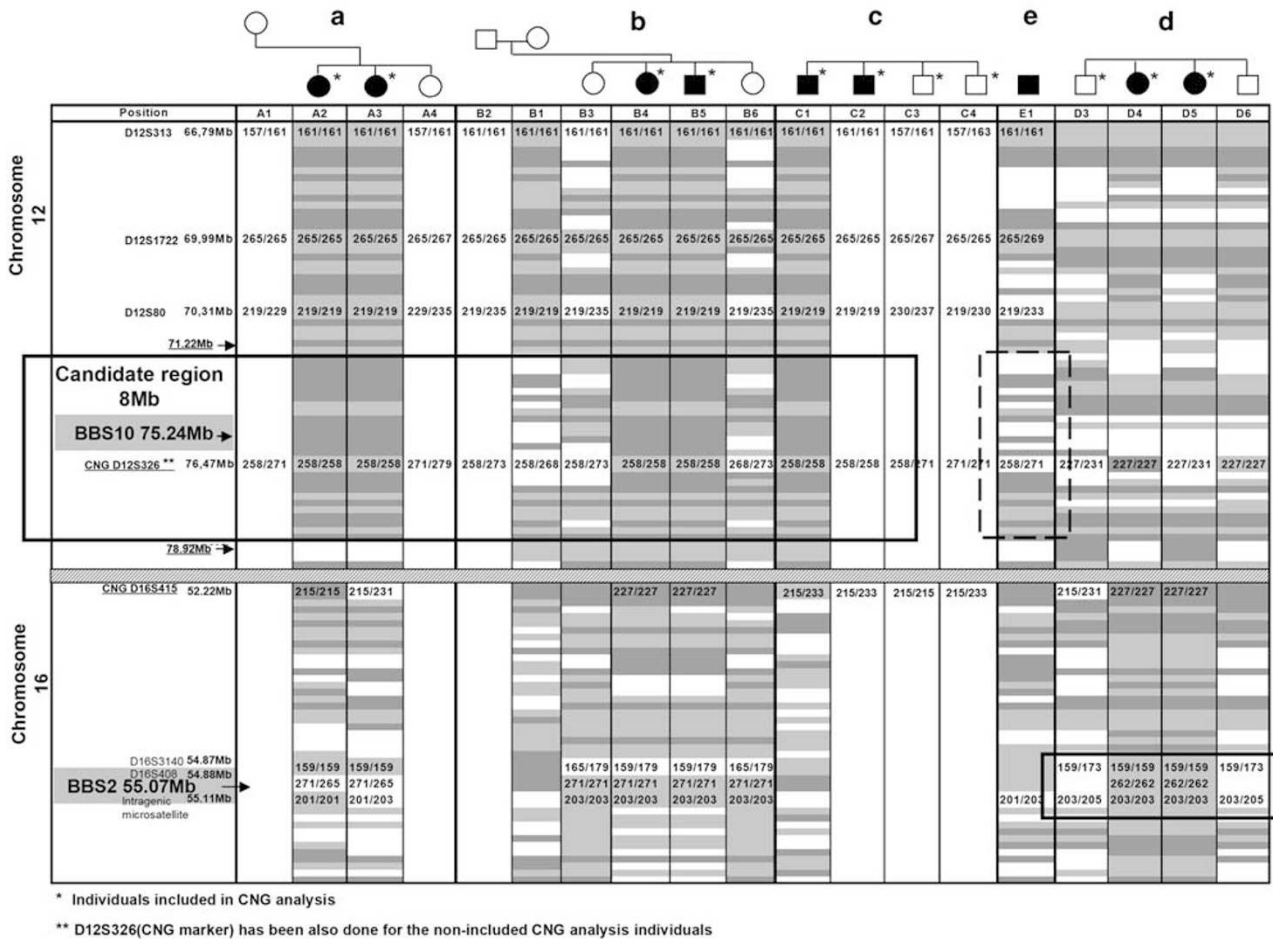 a b c e d
* * * * * * * * * *
Position A1 A2 A3 A4 B2 B1 B3 B4 B5 B6 C1 C2 C3 C4 E1 D3 D4 D5 D6
Chromosome 12
D12S313 66,79Mb 157/161 161/161 161/161 157/161 161/161 161/161 161/161 161/161 161/161 161/161 161/161 161/161 157/161 157/163 161/161
D12S1722 69,99Mb 265/265 265/265 265/265 265/267 265/265 265/265 265/265 265/265 265/265 265/265 265/265 265/265 265/267 265/265 265/269
D12S80 70,31Mb 219/229 219/219 219/219 229/235 219/235 219/219 219/235 219/219 219/219 219/235 219/219 219/219 230/237 219/230 219/233
71.22Mb
Candidate region
8Mb
BBS10 75.24Mb
CNG D12S326 ** 76,47Mb 258/271 258/258 258/258 271/279 258/273 258/268 258/273 258/258 258/258 268/273 258/258 258/258 258/271 271/271 258/271 227/231 227/227 227/231 227/227
78.92Mb
Chromosome 16
CNG D16S415 52.22Mb 215/215 215/231 227/227 227/227 215/233 215/233 215/215 215/233 215/231 227/227 227/227
D16S3140 54.87Mb 159/159 159/159 165/179 159/179 159/179 165/179 159/173 159/159 159/159 159/173
D16S408 54.88Mb
BBS2 55.07Mb 271/265 271/265 271/271 271/271 271/271 271/271 262/262 262/262
Intragenic microsatellite 55.11Mb 201/201 201/203 203/203 203/203 203/203 203/203 201/203 203/205 203/203 203/203 203/205
* Individuals included in CNG analysis
** D12S326(CNG marker) has been also done for the non-included CNG analysis individuals